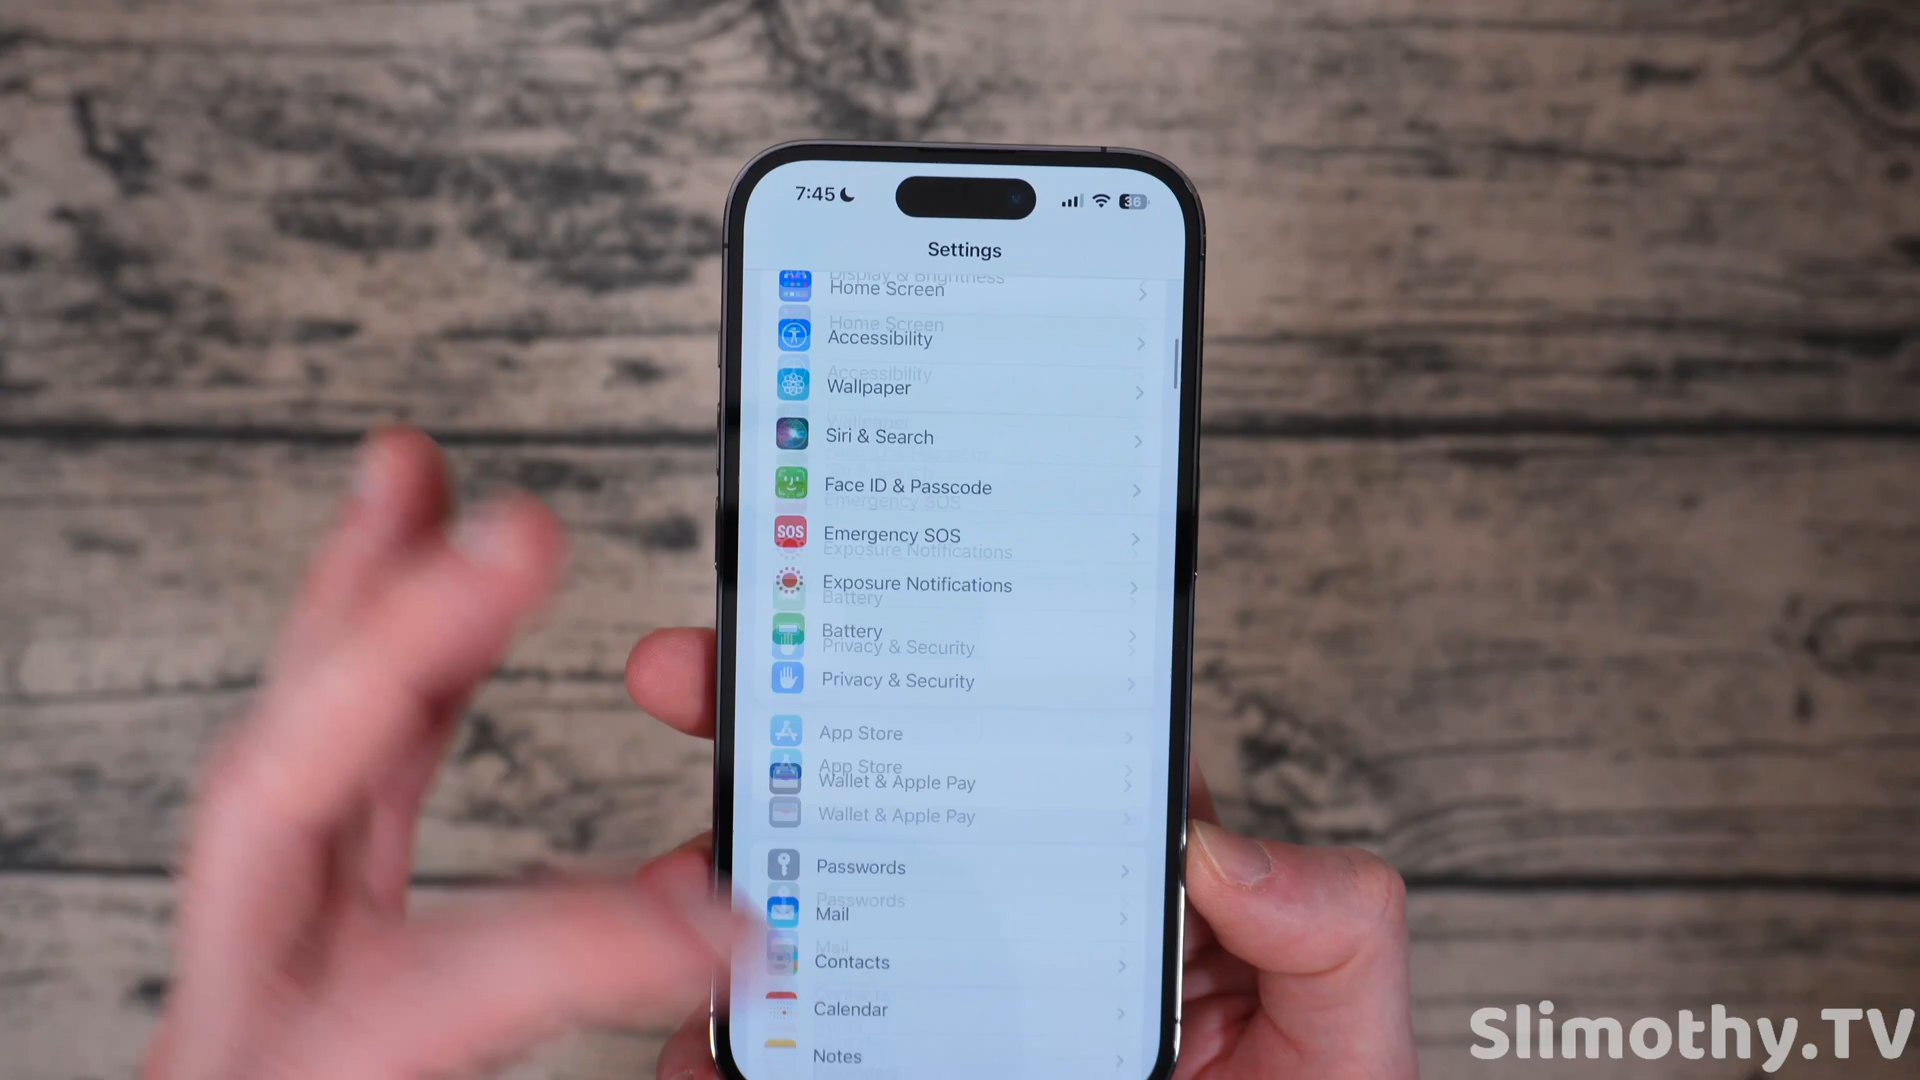 7:45
36
Settings
Display & Brightness
Home Screen
Home Screen
Accessibility
Accessibility
Wallpaper
Siri & Search
Face ID & Passcode
Emergency SOS
SOS
Emergency SOS
Exposure Notifications
Exposure Notifications
Battery
Battery
Privacy & Security
Privacy & Security
App Store
App Store
Wallet & Apple Pay
Wallet & Apple Pay
Passwords
Passwords
Mail
Mail
Contacts
Calendar
Notes
Slimothy.TV